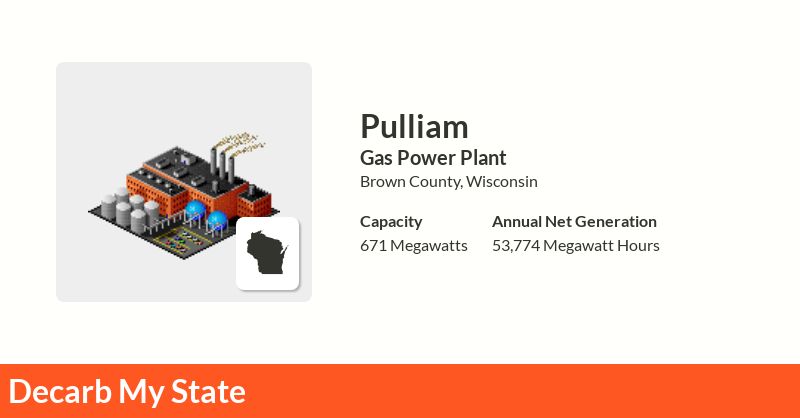 Pulliam
Gas Power Plant
Brown County, Wisconsin
Capacity
671 Megawatts
Annual Net Generation
53,774 Megawatt Hours
Decarb My State